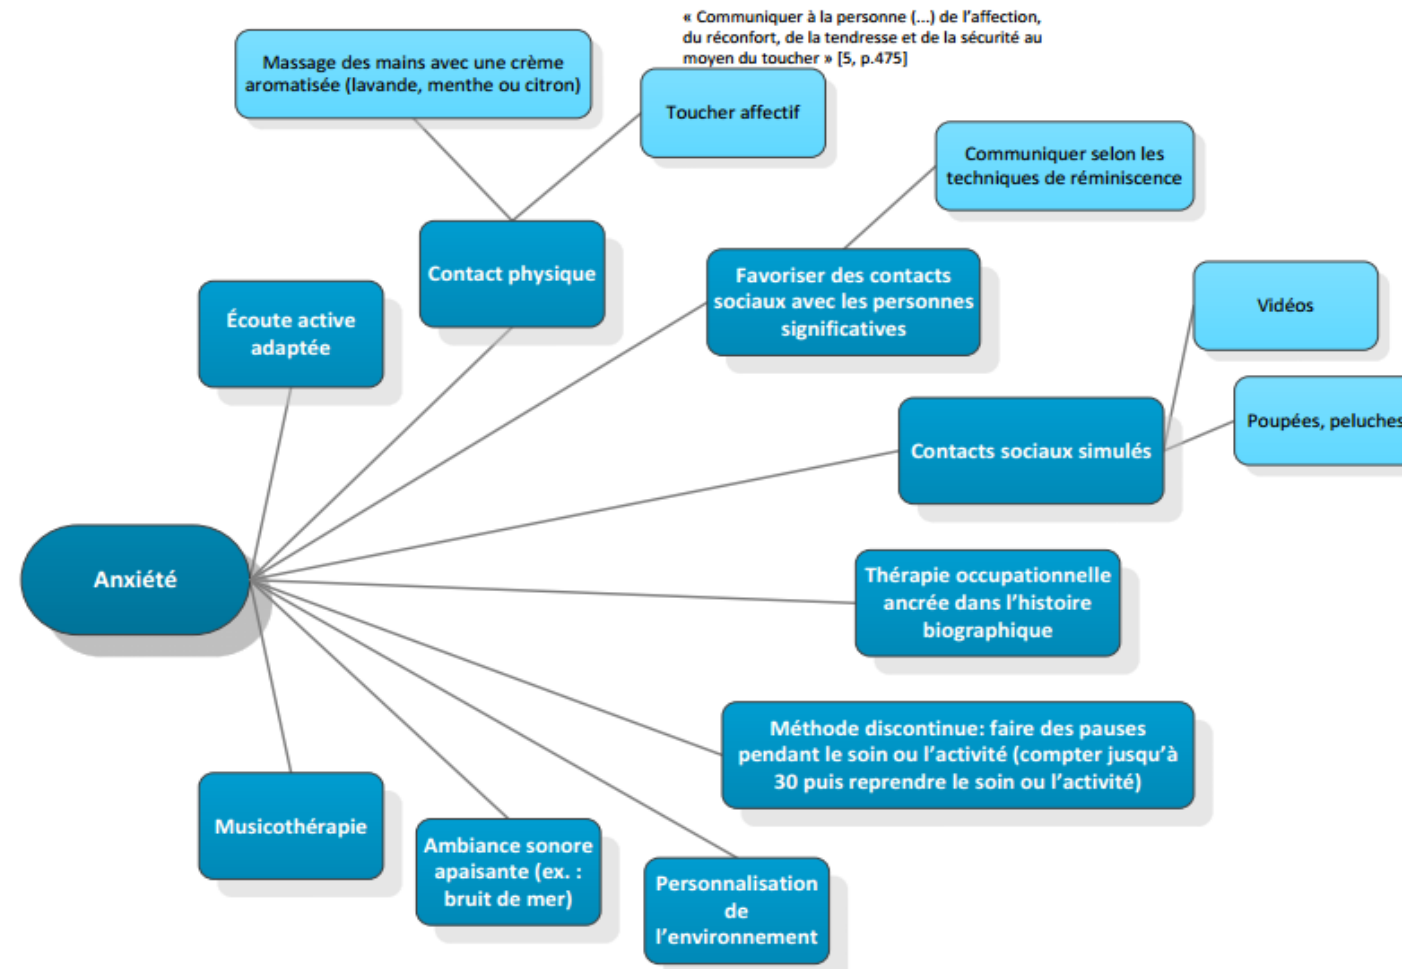 « Communiquer à la personne (...) de l'affection,
du réconfort, de la tendresse et de la sécurité au
moyen du toucher » [5, p.475]
Massage des mains avec une crème
aromatisée (lavande, menthe ou citron)
Toucher affectif
Communiquer selon les
techniques de réminiscence
Contact physique
Favoriser des contacts
sociaux avec les personnes
significatives
Écoute active
adaptée
Vidéos
Poupées, peluches
Contacts sociaux simulés
Anxiété
Thérapie occupationnelle
ancrée dans l'histoire
biographique
Méthode discontinue: faire des pauses
pendant le soin ou l'activité (compter jusqu'à
30 puis reprendre le soin ou l'activité)
Musicothérapie
Ambiance sonore
apaisante (ex. :
bruit de mer)
Personnalisation
de
l'environnement